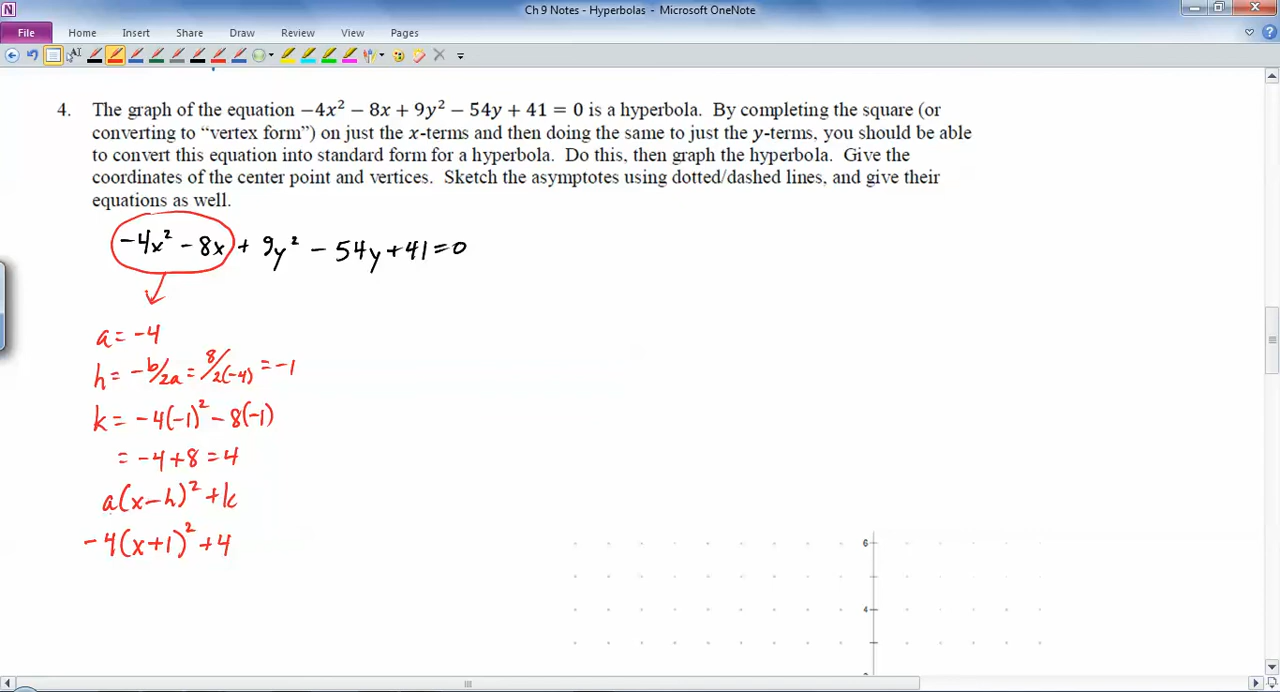 Ch 9 Notes - Hyperbolas - Microsoft OneNote
File Home Insert Share Draw Review View Pages
4. The graph of the equation −4x² − 8x + 9y² − 54y + 41 = 0 is a hyperbola. By completing the square (or
converting to “vertex form”) on just the x-terms and then doing the same to just the y-terms, you should be able
to convert this equation into standard form for a hyperbola. Do this, then graph the hyperbola. Give the
coordinates of the center point and vertices. Sketch the asymptotes using dotted/dashed lines, and give their
equations as well.
-4x² - 8x + 9y² - 54y + 41 = 0
a = -4
h = -b/2a = 8/2(-4) = -1
k = -4(-1)² - 8(-1)
= -4 + 8 = 4
a(x-h)² + k
-4(x+1)² + 4
6
4